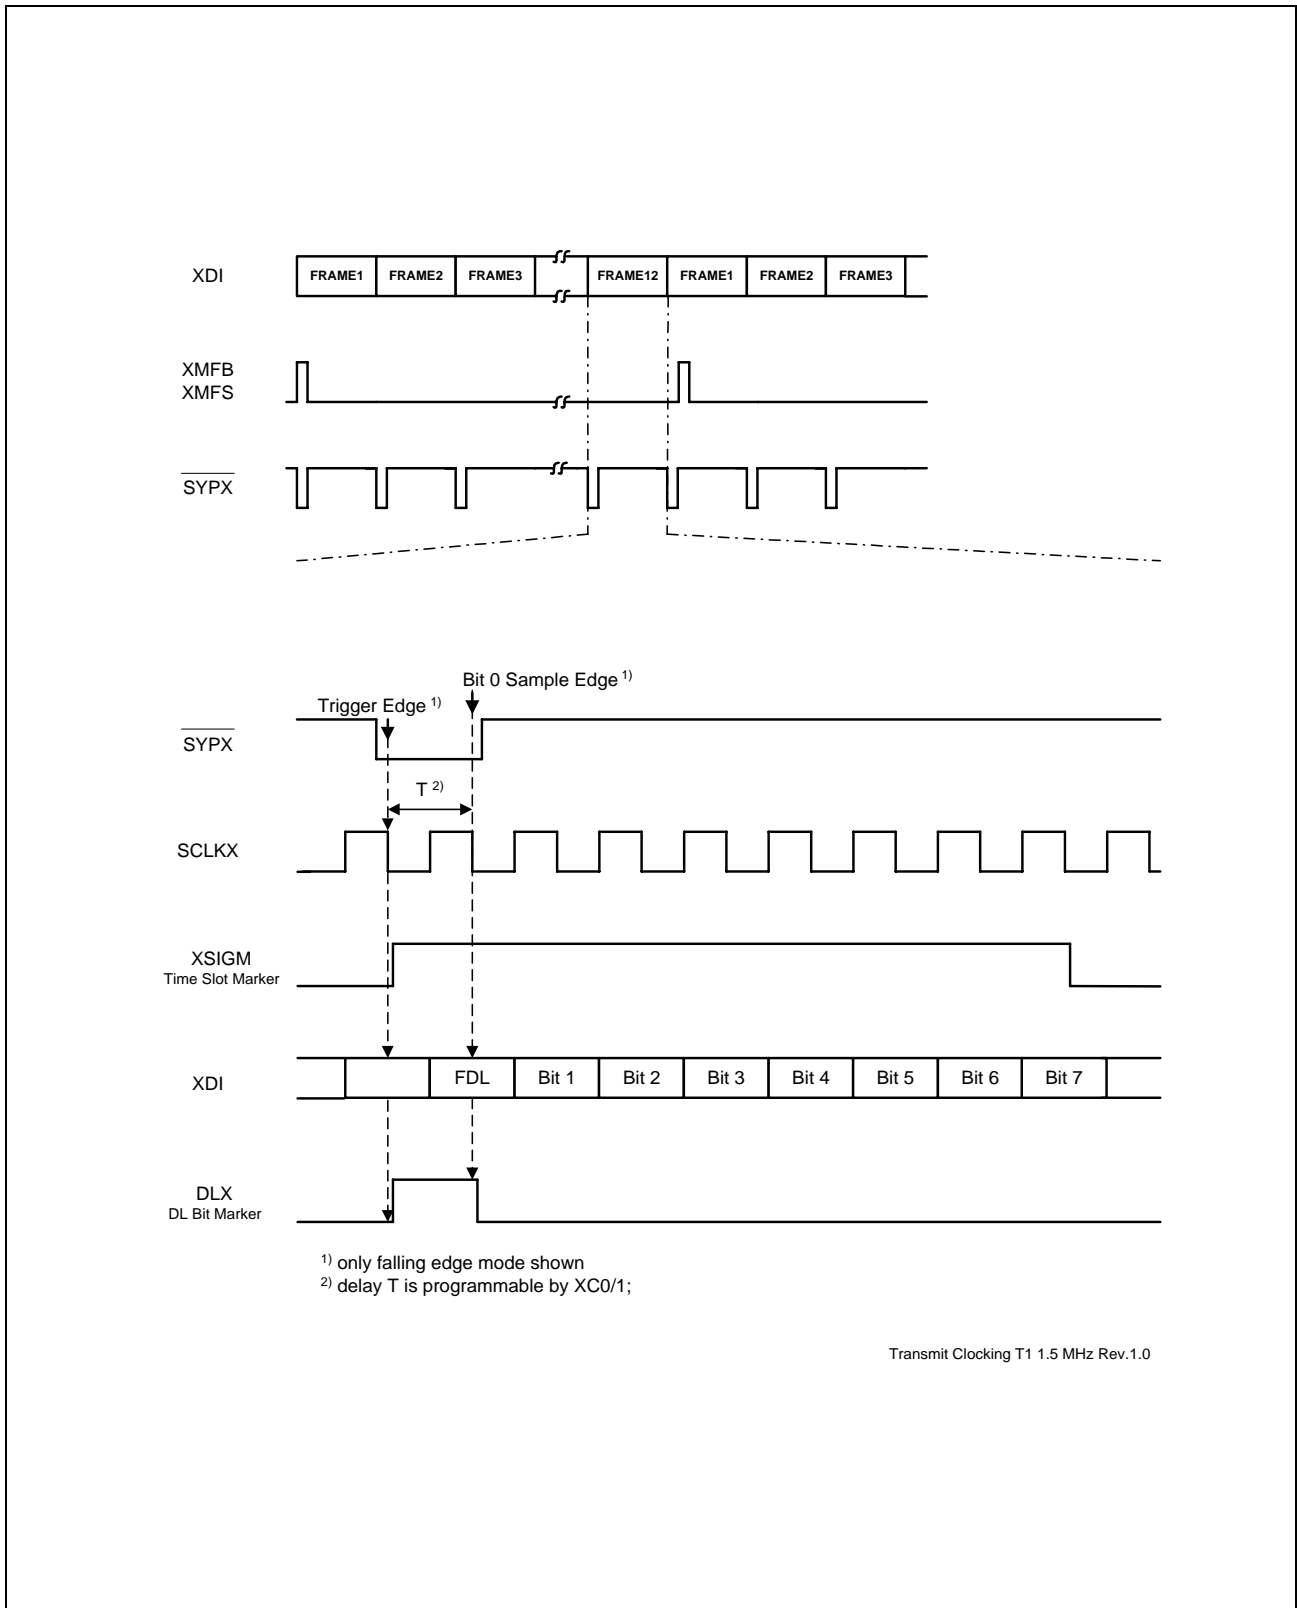 XDI
FRAME1 FRAME2 FRAME3 FRAME12 FRAME1 FRAME2 FRAME3
XMFB
XMFS
SYPX
Bit 0 Sample Edge 1)
Trigger Edge 1)
SYPX
T 2)
SCLKX
XSIGM
Time Slot Marker
XDI
FDL Bit 1 Bit 2 Bit 3 Bit 4 Bit 5 Bit 6 Bit 7
DLX
DL Bit Marker
1) only falling edge mode shown
2) delay T is programmable by XC0/1;
Transmit Clocking T1 1.5 MHz Rev.1.0